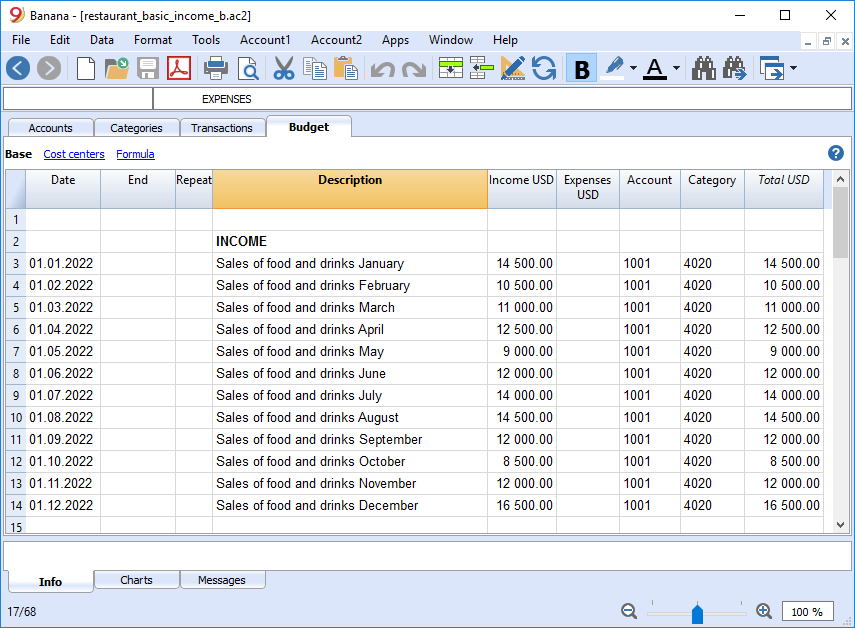 Banana - [restaurant_basic_income_b.ac2]
File Edit Data Format Tools Account1 Account2 Apps Window Help
B A
EXPENSES
Accounts Categories Transactions Budget
Base Cost centers Formula ?
Date End Repeat Description Income USD Expenses USD Account Category Total USD
1
2 INCOME
3 01.01.2022 Sales of food and drinks January 14 500.00 1001 4020 14 500.00
4 01.02.2022 Sales of food and drinks February 10 500.00 1001 4020 10 500.00
5 01.03.2022 Sales of food and drinks March 11 000.00 1001 4020 11 000.00
6 01.04.2022 Sales of food and drinks April 12 500.00 1001 4020 12 500.00
7 01.05.2022 Sales of food and drinks May 9 000.00 1001 4020 9 000.00
8 01.06.2022 Sales of food and drinks June 12 000.00 1001 4020 12 000.00
9 01.07.2022 Sales of food and drinks July 14 000.00 1001 4020 14 000.00
10 01.08.2022 Sales of food and drinks August 14 500.00 1001 4020 14 500.00
11 01.09.2022 Sales of food and drinks September 12 000.00 1001 4020 12 000.00
12 01.10.2022 Sales of food and drinks October 8 500.00 1001 4020 8 500.00
13 01.11.2022 Sales of food and drinks November 12 000.00 1001 4020 12 000.00
14 01.12.2022 Sales of food and drinks December 16 500.00 1001 4020 16 500.00
15
Info Charts Messages
17/68 100 %